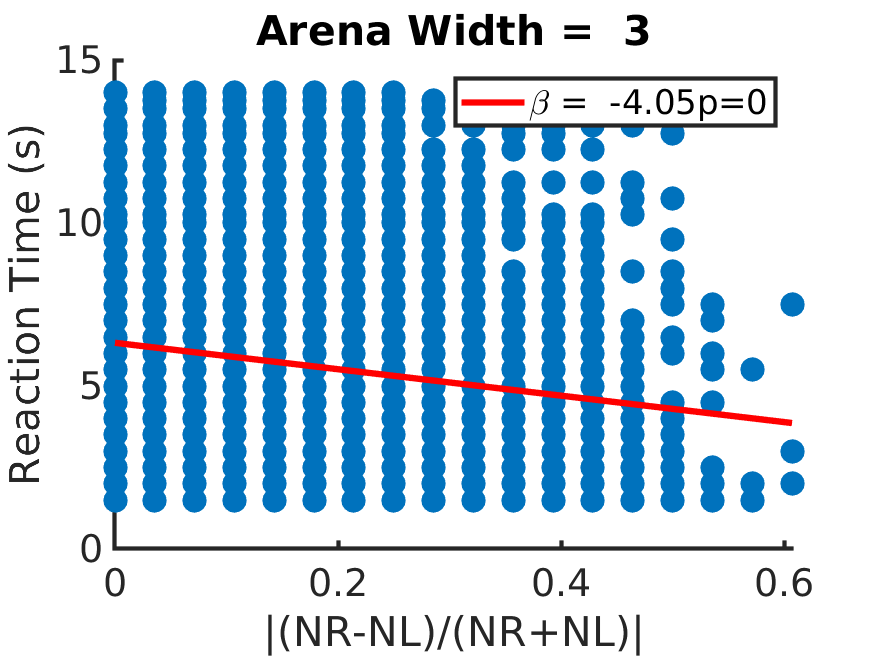 Arena Width = 3
β = -4.05p=0
Reaction Time (s)
15
10
5
0
0 0.2 0.4 0.6
|(NR-NL)/(NR+NL)|